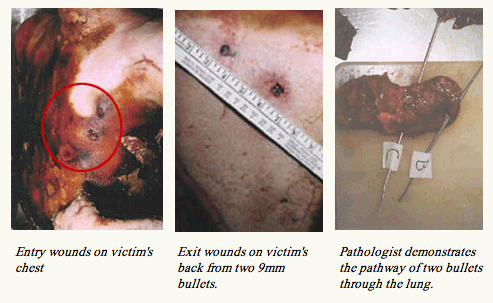 Entry wounds on victim's
chest
Exit wounds on victim's
back from two 9mm
bullets.
Pathologist demonstrates
the pathway of two bullets
through the lung.